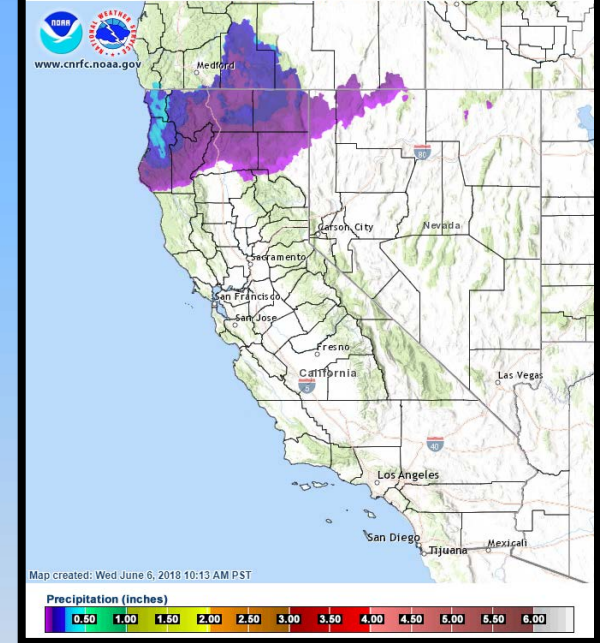 NOAA
NATIONAL WEATHER SERVICE
www.cnrfc.noaa.gov
Medford
80
Carson City
Nevada
Sacramento
San Francisco
San Jose
Fresno
California
5
Las Vegas
40
Los Angeles
San Diego
Tijuana
Mexicali
Map created: Wed June 6, 2018 10:13 AM PST
Precipitation (inches)
0.50 1.00 1.50 2.00 2.50 3.00 3.50 4.00 4.50 5.00 5.50 6.00